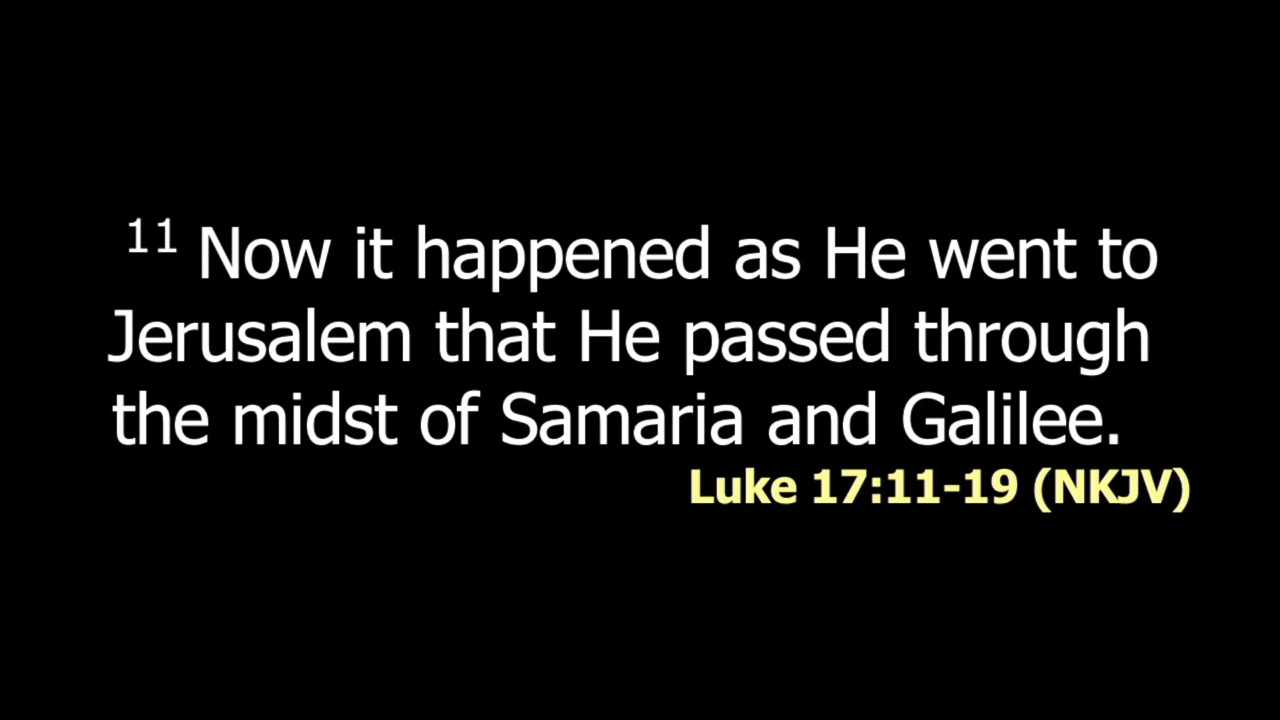 11 Now it happened as He went to
Jerusalem that He passed through
the midst of Samaria and Galilee.
Luke 17:11-19 (NKJV)